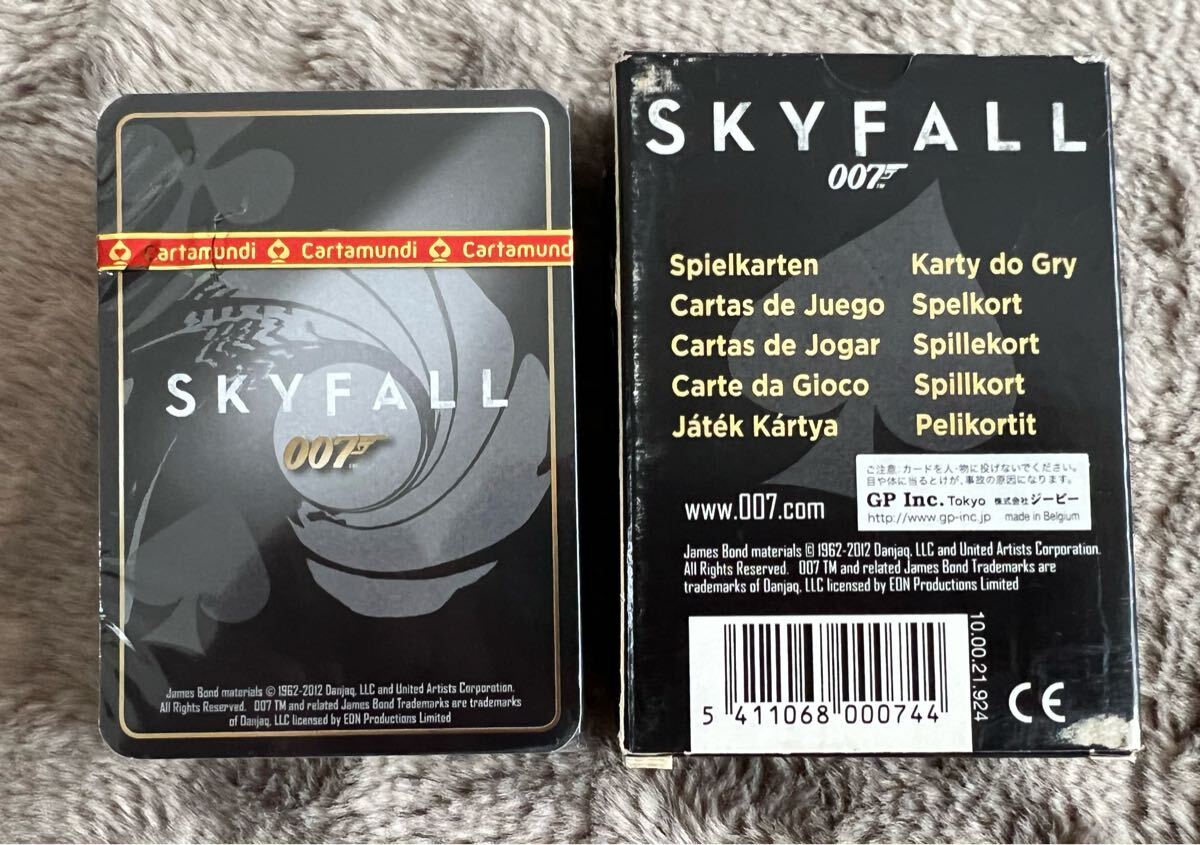 Cartamundi Cartamundi Cartamund
SKYFALL
007
James Bond materials © 1962-2012 Danjaq, LLC and United Artists Corporation.
All Rights Reserved. 007 TM and related James Bond Trademarks are trademarks
of Danjaq, LLC licensed by EON Productions Limited
SKYFALL
007
Spielkarten
Cartas de Juego
Cartas de Jogar
Carte da Gioco
Játék Kártya
Karty do Gry
Spelkort
Spillekort
Spillkort
Pelikortit
ご注意:カードを人・物に投げないでください。
目や体に当るとけが、事故の原因になります。
GP Inc. Tokyo 株式会社ジーピー
http://www.gp-inc.jp made in Belgium
www.007.com
James Bond materials © 1962-2012 Danjaq, LLC and United Artists Corporation.
All Rights Reserved. 007 TM and related James Bond Trademarks are
trademarks of Danjaq, LLC licensed by EON Productions Limited
5 411068 000744
10.00.21.924
CE